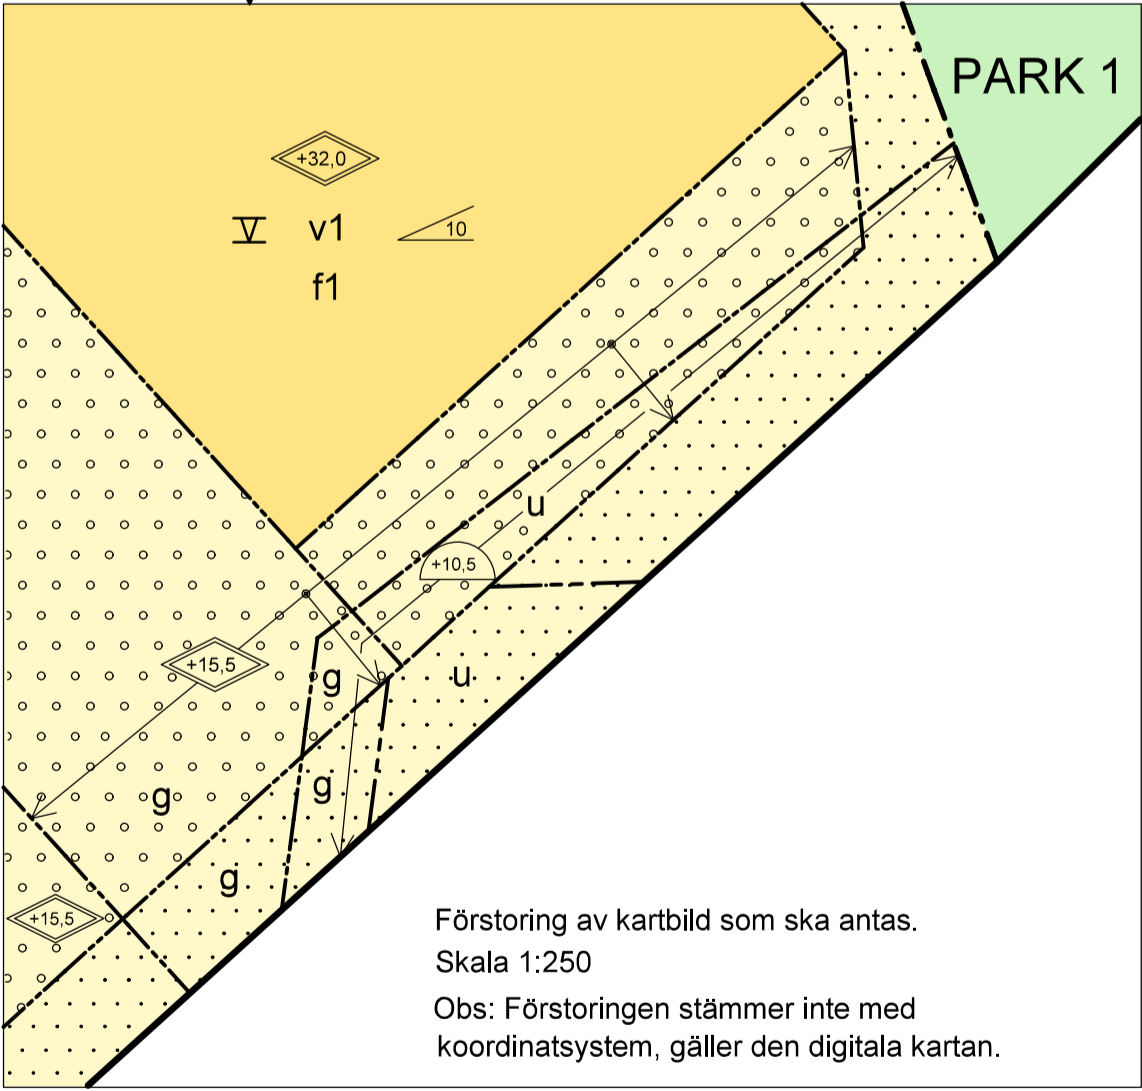 PARK 1
+32,0
V v1 10
f1
u
+10,5
+15,5
g u
g g
g
+15,5
Förstoring av kartbild som ska antas.
Skala 1:250
Obs: Förstoringen stämmer inte med
koordinatsystem, gäller den digitala kartan.